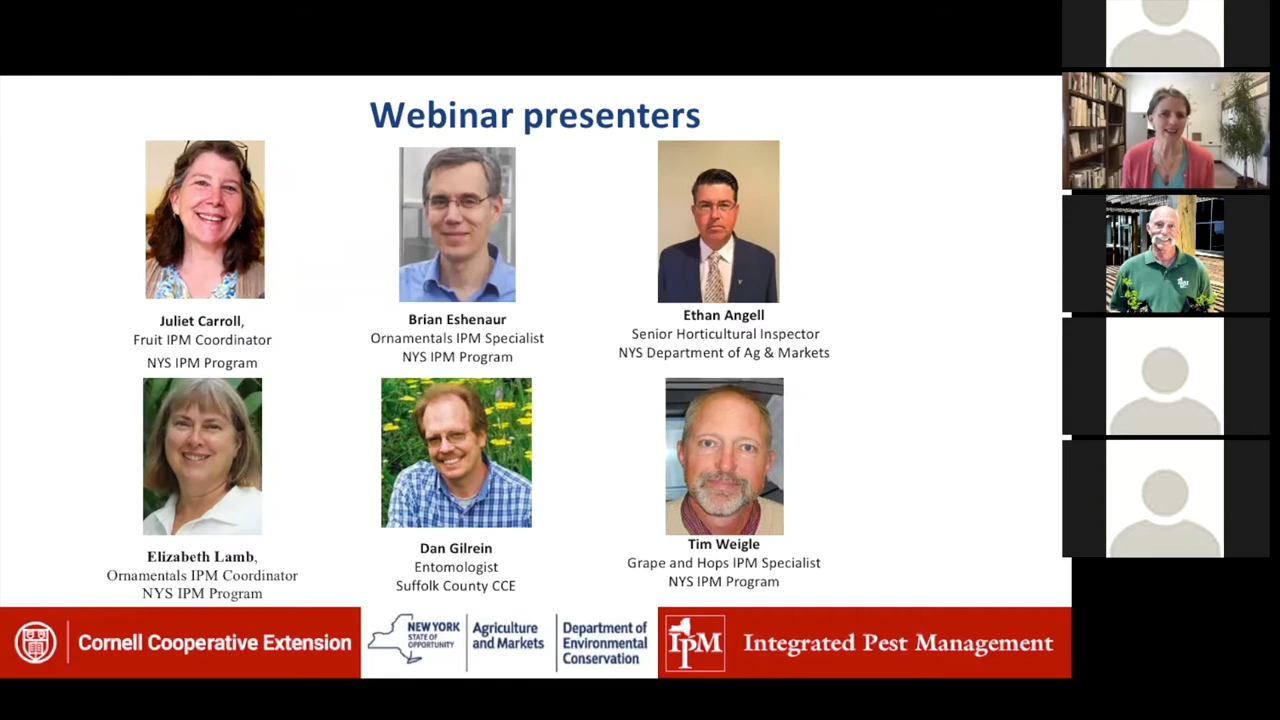 Webinar presenters
Juliet Carroll,
Fruit IPM Coordinator
NYS IPM Program
Brian Eshenaur
Ornamentals IPM Specialist
NYS IPM Program
Ethan Angell
Senior Horticultural Inspector
NYS Department of Ag & Markets
Elizabeth Lamb,
Ornamentals IPM Coordinator
NYS IPM Program
Dan Gilrein
Entomologist
Suffolk County CCE
Tim Weigle
Grape and Hops IPM Specialist
NYS IPM Program
Cornell Cooperative Extension
NEW YORK
STATE OF
OPPORTUNITY
Agriculture
and Markets
Department of
Environmental
Conservation
IPM
Integrated Pest Management